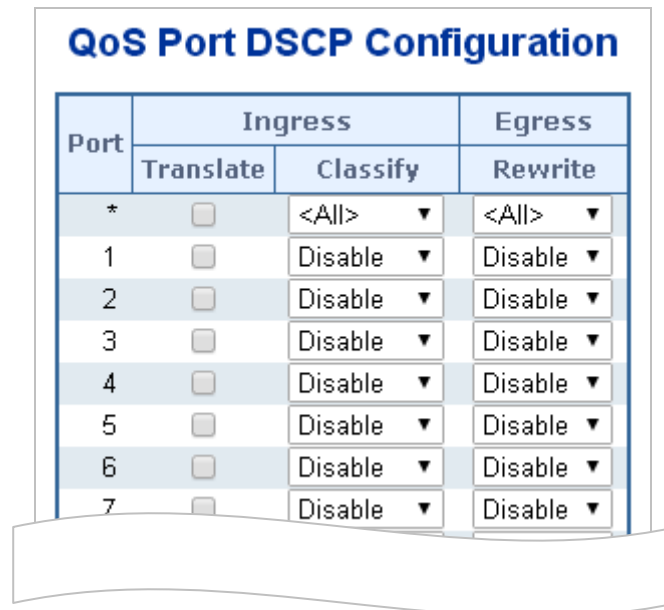 QoS Port DSCP Configuration
Port Ingress Egress
Translate Classify Rewrite
* <All> <All>
1 Disable Disable
2 Disable Disable
3 Disable Disable
4 Disable Disable
5 Disable Disable
6 Disable Disable
7 Disable Disable